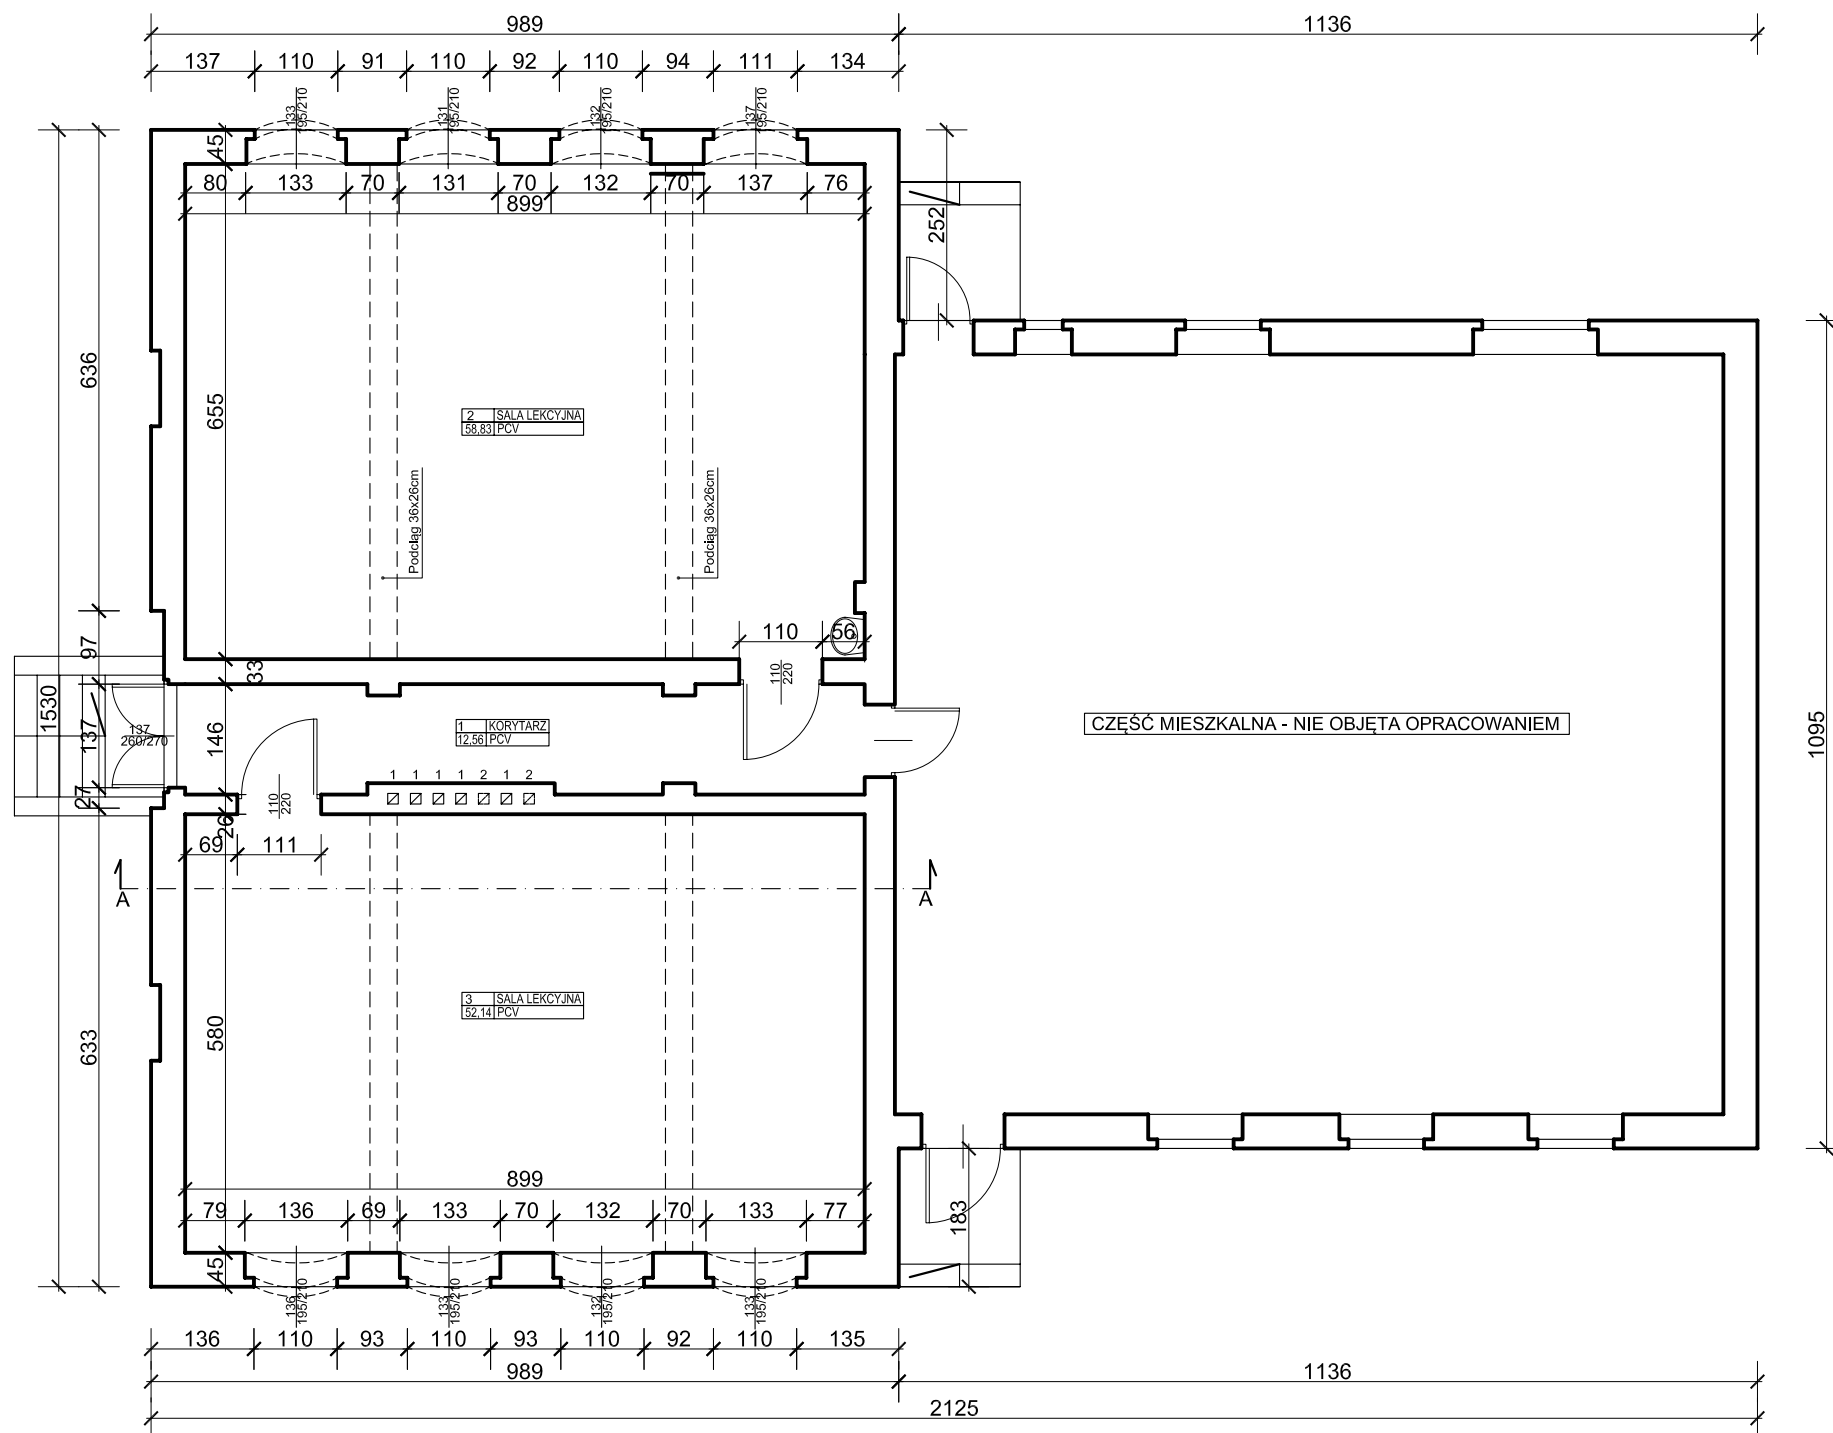 989 1136
137 110 91 110 92 110 94 111 134
133 195/210 131 195/210 132 195/210 137 195/210
45
80 133 70 131 70 132 70 137 76
899
252
636
655
2 SALA LEKCYJNA
58,83 PCV
Podciąg 36x26cm Podciąg 36x26cm
110 56
97
33
110
220
1530
137
137
260/270
146
1 KORYTARZ
12,56 PCV
CZĘŚĆ MIESZKALNA - NIE OBJĘTA OPRACOWANIEM
1095
1 1 1 1 2 1 2
27
110
220
26
69 111
A A
3 SALA LEKCYJNA
52,14 PCV
633
580
899
79 136 69 133 70 132 70 133 77
183
45
136 195/210 133 195/210 132 195/210 133 195/210
136 110 93 110 93 110 92 110 135
989 1136
2125